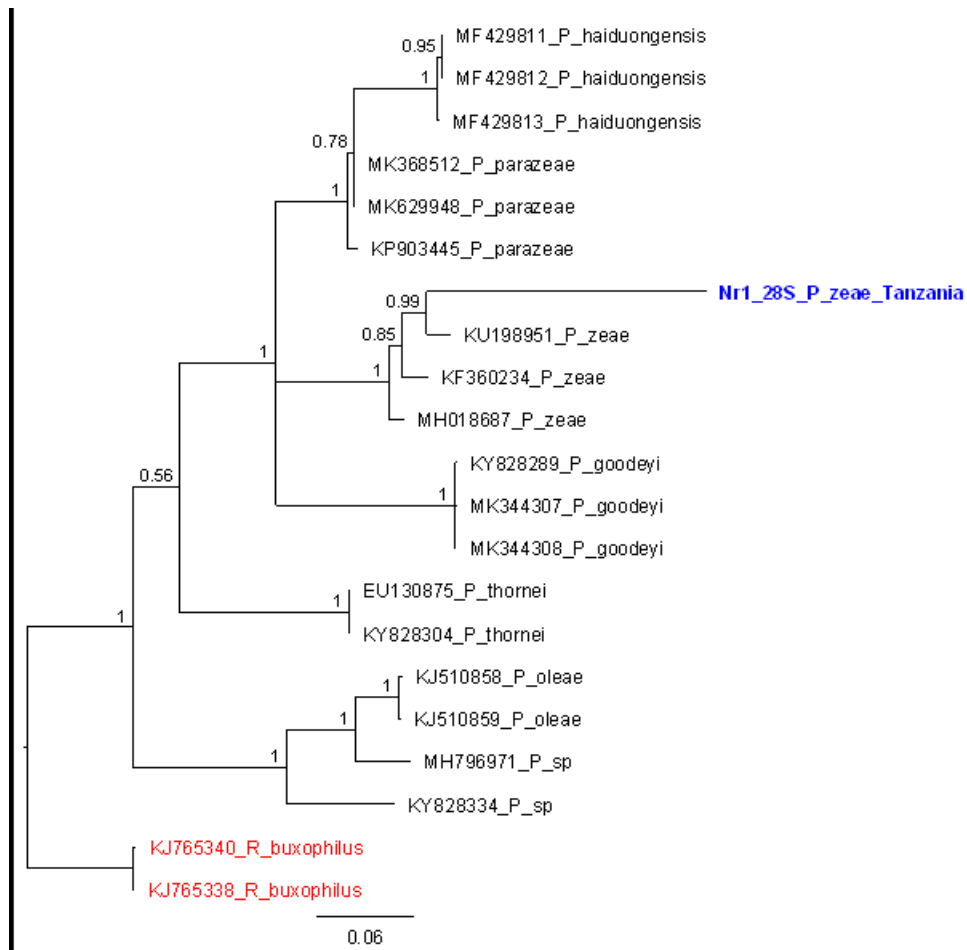 MF429811_P_haiduongensis
0.95
MF429812_P_haiduongensis
1
MF429813_P_haiduongensis
0.78
MK368512_P_parazeae
1
MK629948_P_parazeae
KP903445_P_parazeae
Nr1_28S_P_zeae_Tanzania
0.99
KU198951_P_zeae
0.85
1
KF360234_P_zeae
1
MH018687_P_zeae
KY828289_P_goodeyi
0.56
1
MK344307_P_goodeyi
MK344308_P_goodeyi
EU130875_P_thornei
1
1
KY828304_P_thornei
KJ510858_P_oleae
1
KJ510859_P_oleae
1
1
MH796971_P_sp
KY828334_P_sp
KJ765340_R_buxophilus
KJ765338_R_buxophilus
0.06